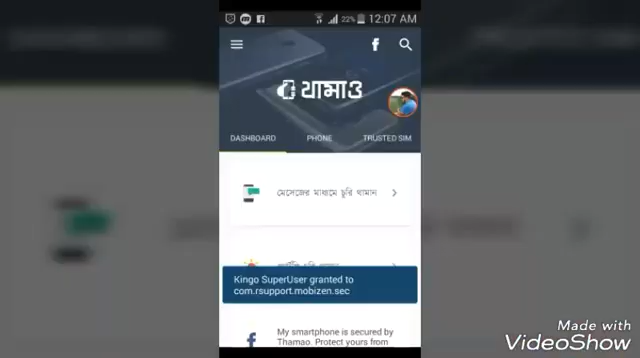 22% 12:07 AM
থামাও
DASHBOARD PHONE TRUSTED SIM
মেসেজের মাধ্যমে চুরি থামান
Kingo SuperUser granted to
com.rsupport.mobizen.sec
My smartphone is secured by
Thamao. Protect yours from
Made with
VideoShow